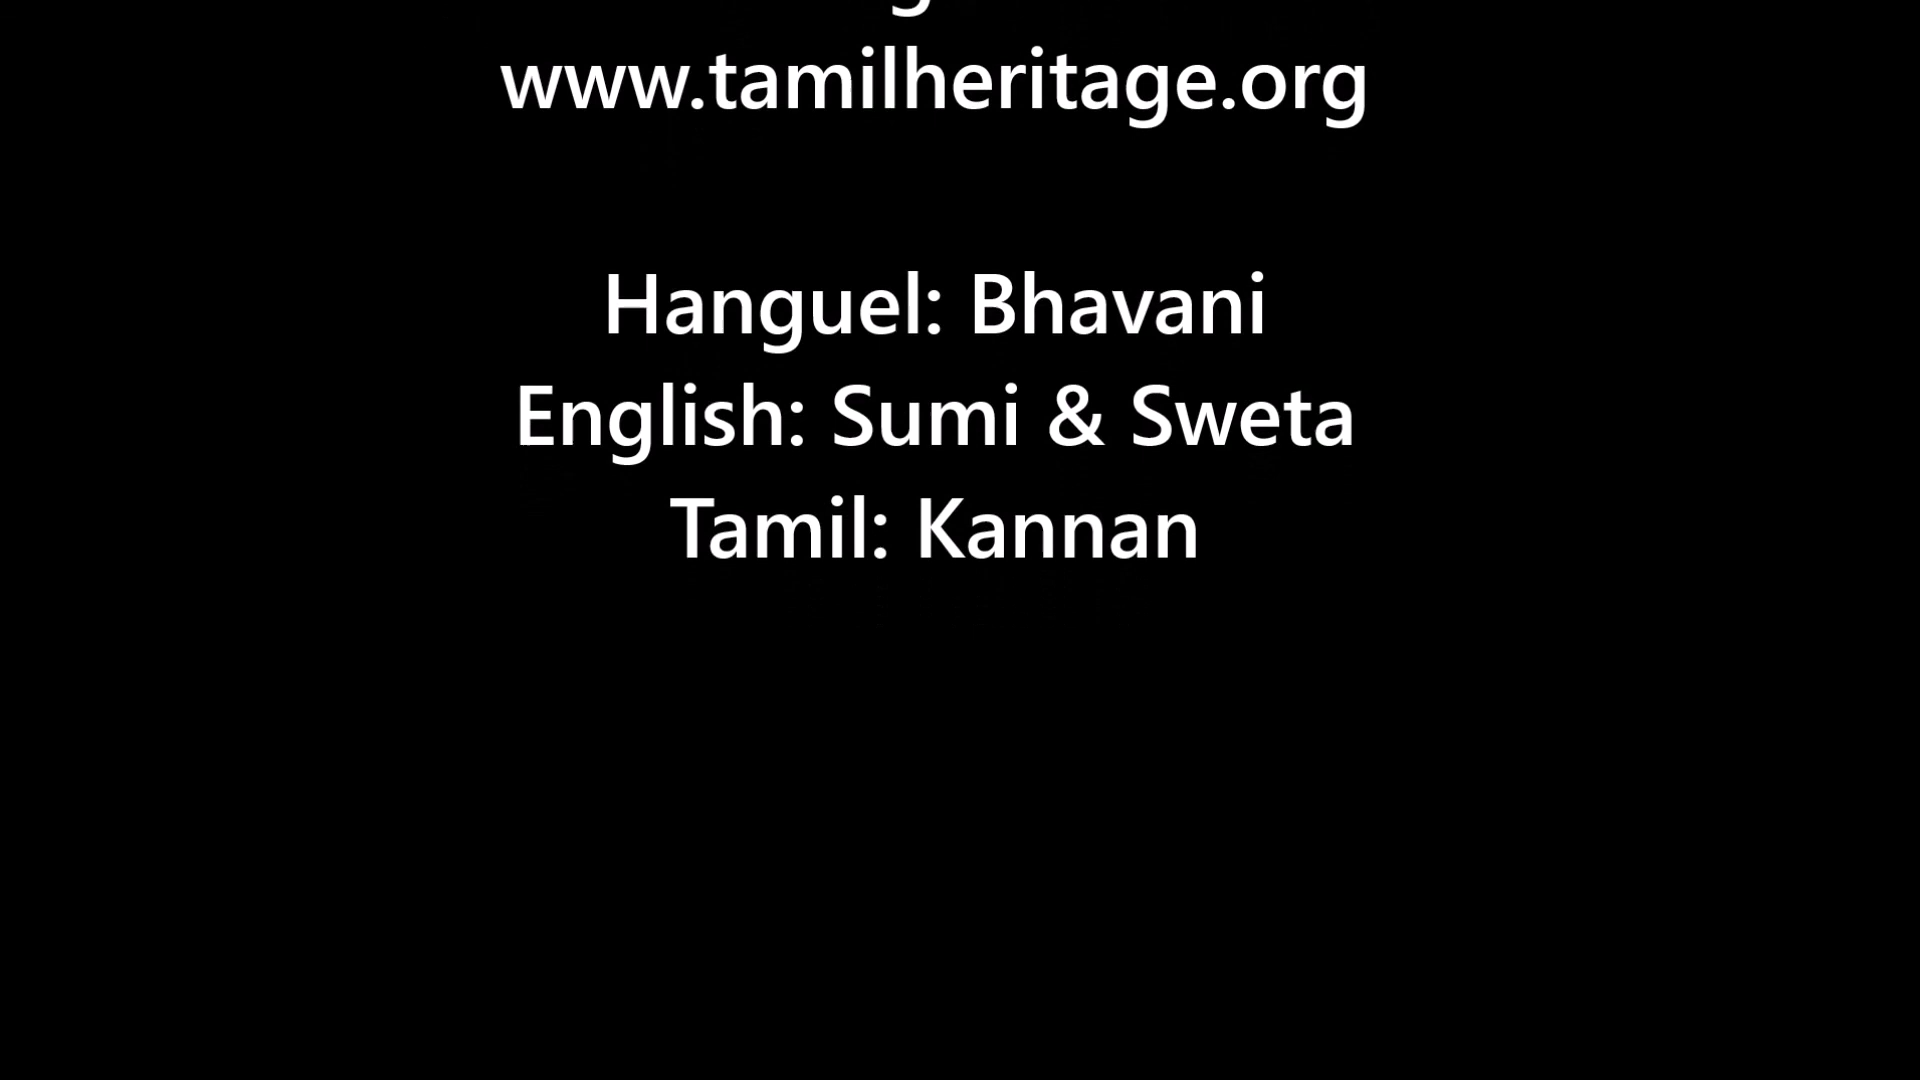 www.tamilheritage.org
Hanguel: Bhavani
English: Sumi & Sweta
Tamil: Kannan